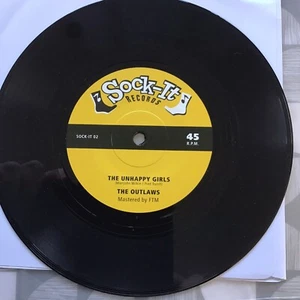 Sock-It
RECORDS
SOCK-IT 02
45
R.P.M.
THE UNHAPPY GIRLS
THE OUTLAWS
Mastered by FTM